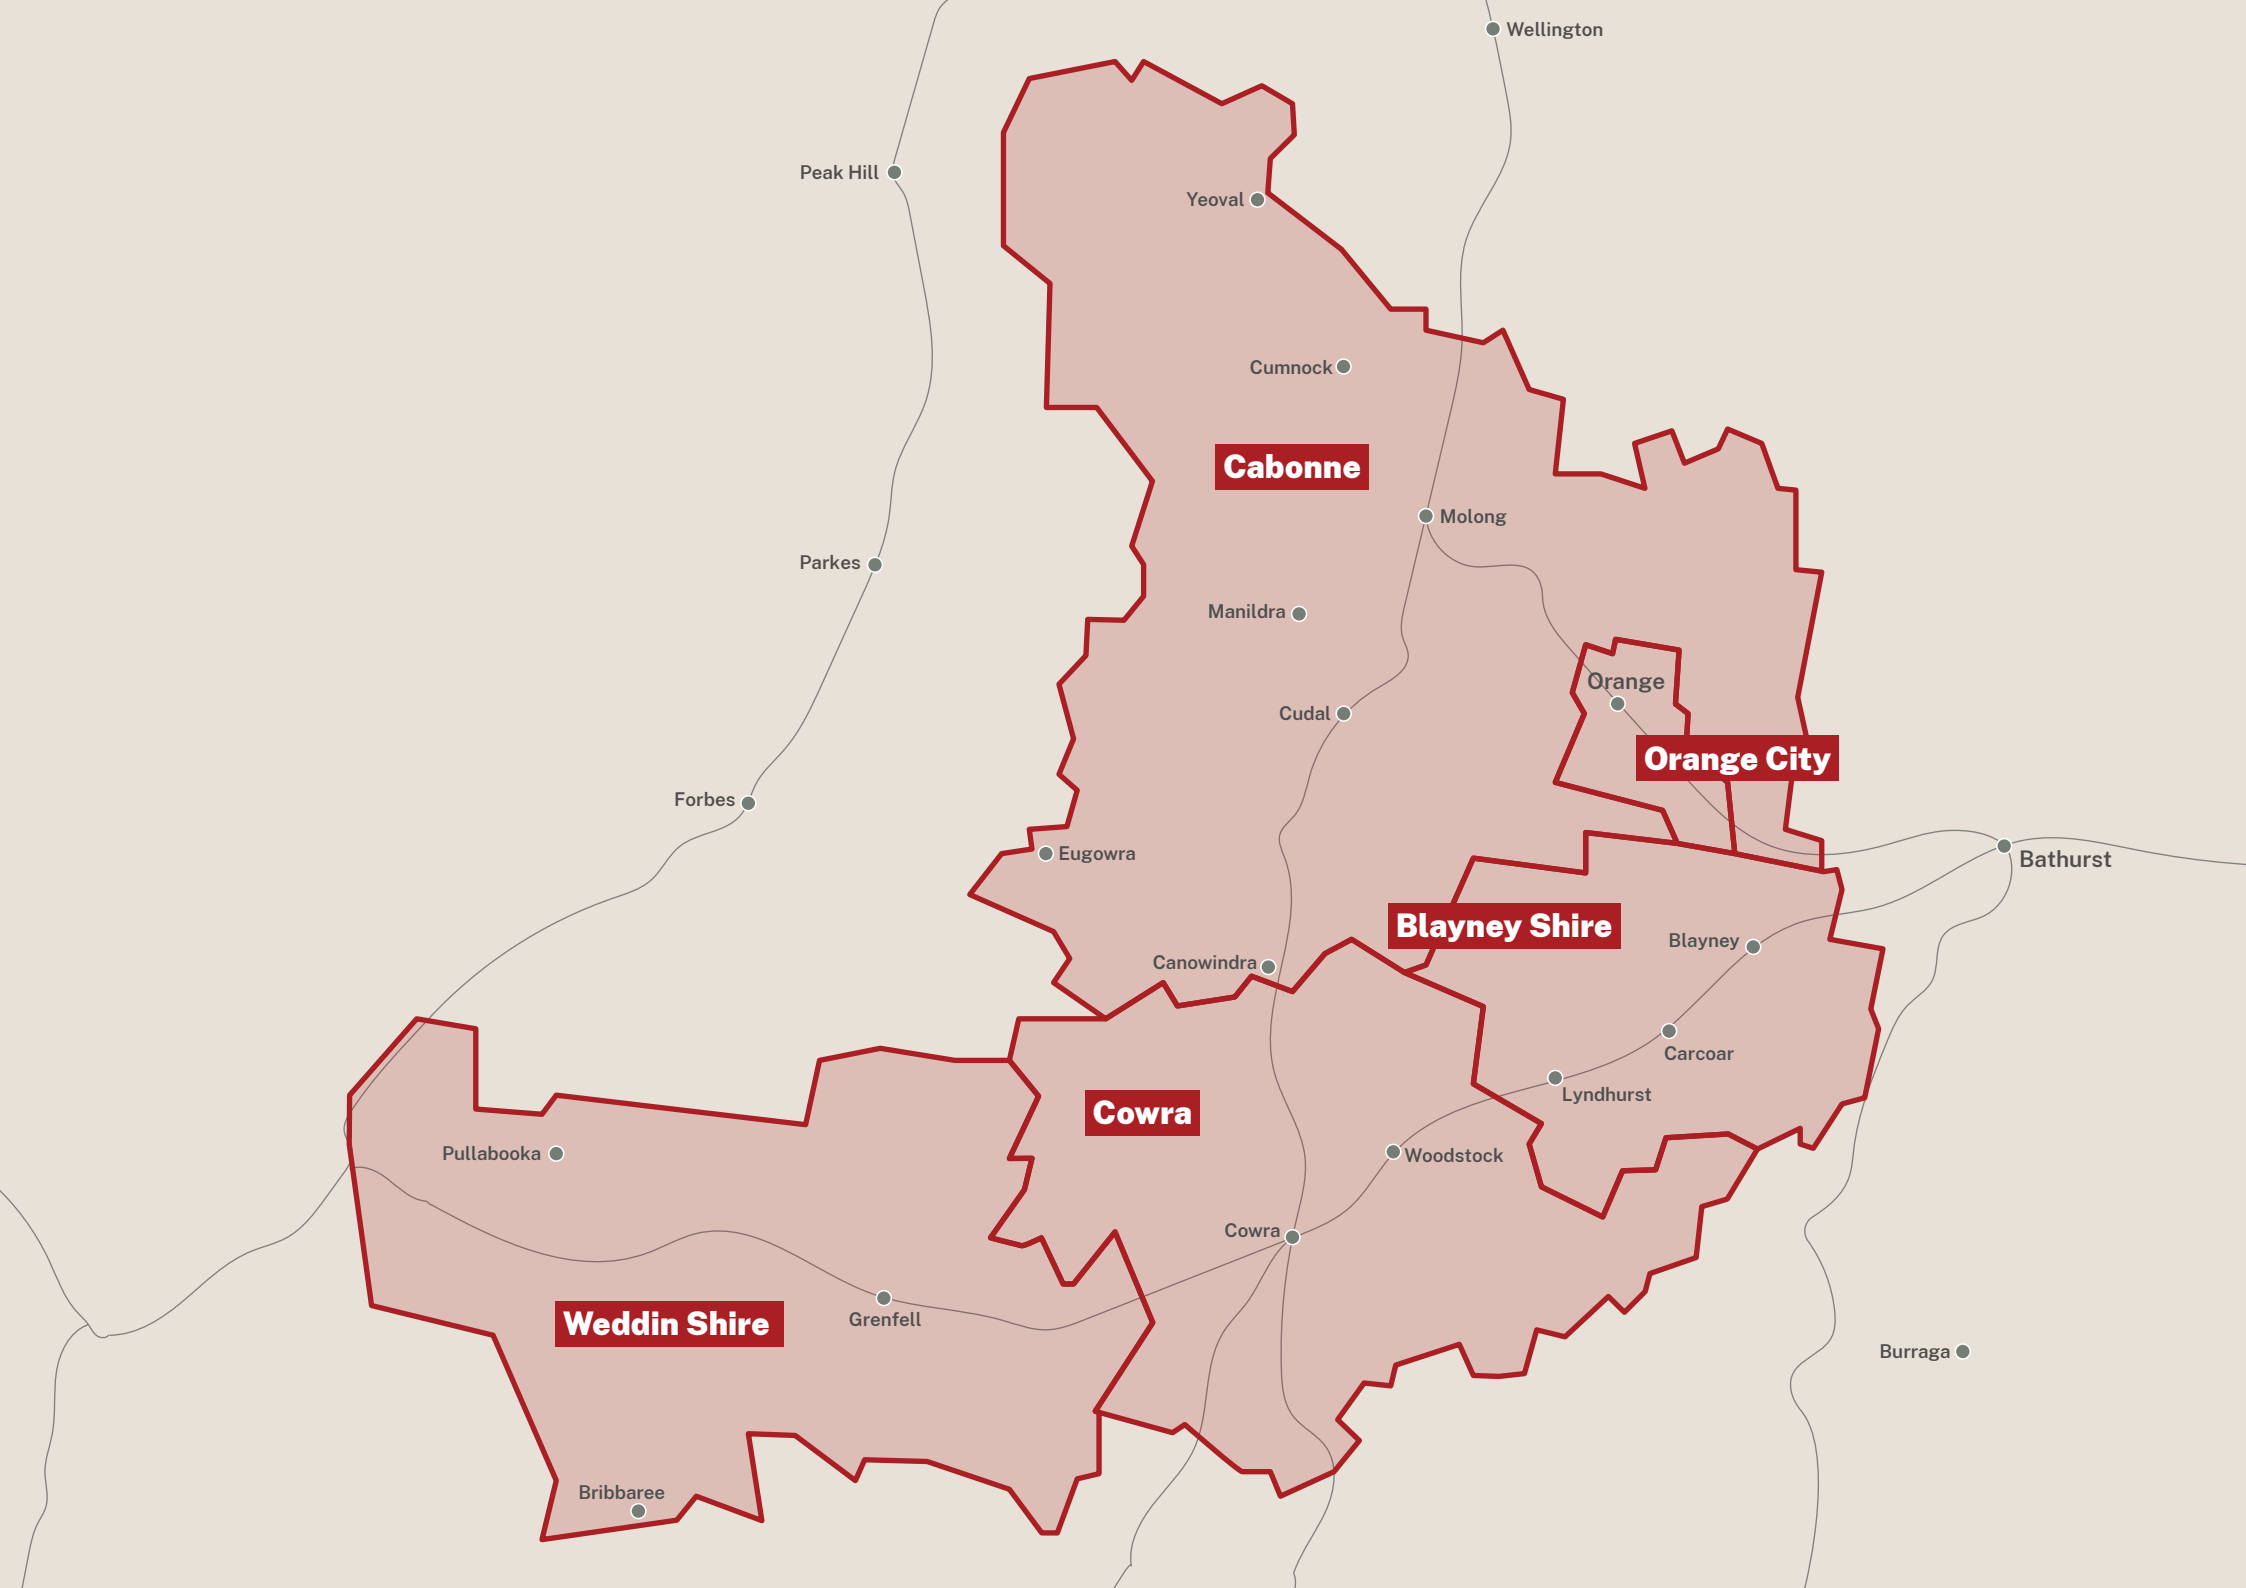 Wellington
Peak Hill
Yeoval
Cumnock
Cabonne
Molong
Parkes
Manildra
Orange
Cudal
Orange City
Forbes
Eugowra
Bathurst
Blayney Shire
Blayney
Canowindra
Carcoar
Lyndhurst
Cowra
Pullabooka
Woodstock
Cowra
Grenfell
Weddin Shire
Burraga
Bribbaree